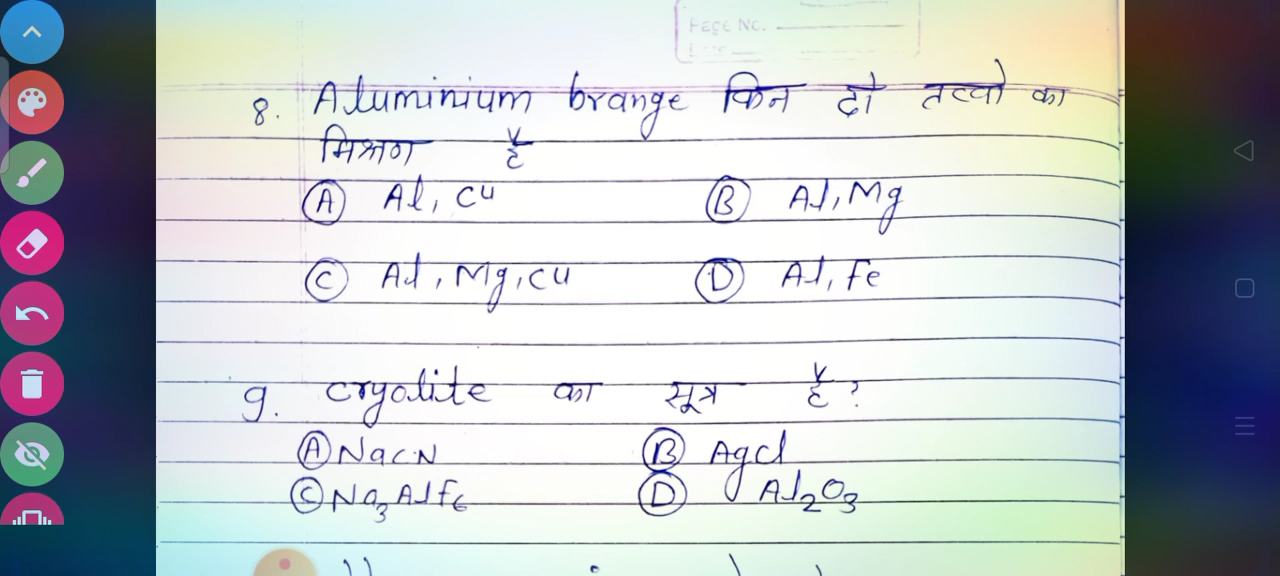 PAGE NO.
8. Aluminium brange किन दो तत्वो का
मिश्रण है
(A) Al, Cu (B) Al, Mg
(C) Al, Mg, Cu (D) Al, Fe
9. cryolite का सूत्र है?
(A) NaCN (B) Agcl
(C) Na3AlF6 (D) Al2O3